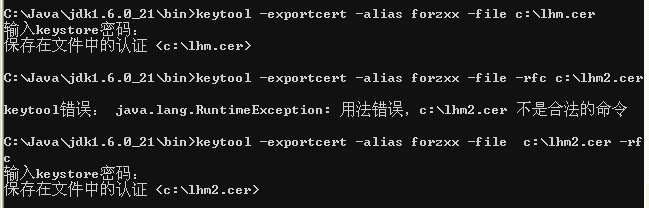 C:\Java\jdk1.6.0_21\bin>keytool -exportcert -alias forzxx -file c:\lhm.cer
输入keystore密码：
保存在文件中的认证 <c:\lhm.cer>
C:\Java\jdk1.6.0_21\bin>keytool -exportcert -alias forzxx -file -rfc c:\lhm2.cer
keytool错误： java.lang.RuntimeException: 用法错误，c:\lhm2.cer 不是合法的命令
C:\Java\jdk1.6.0_21\bin>keytool -exportcert -alias forzxx -file  c:\lhm2.cer -rf
c
输入keystore密码：
保存在文件中的认证 <c:\lhm2.cer>